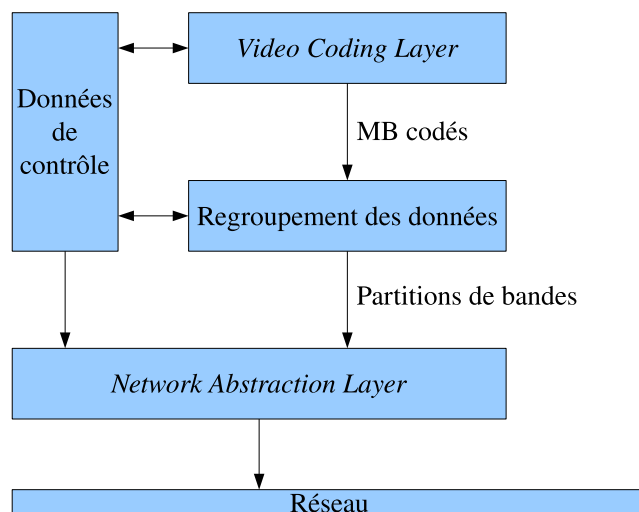 Video Coding Layer
Données
de
contrôle
MB codés
Regroupement des données
Partitions de bandes
Network Abstraction Layer
Réseau